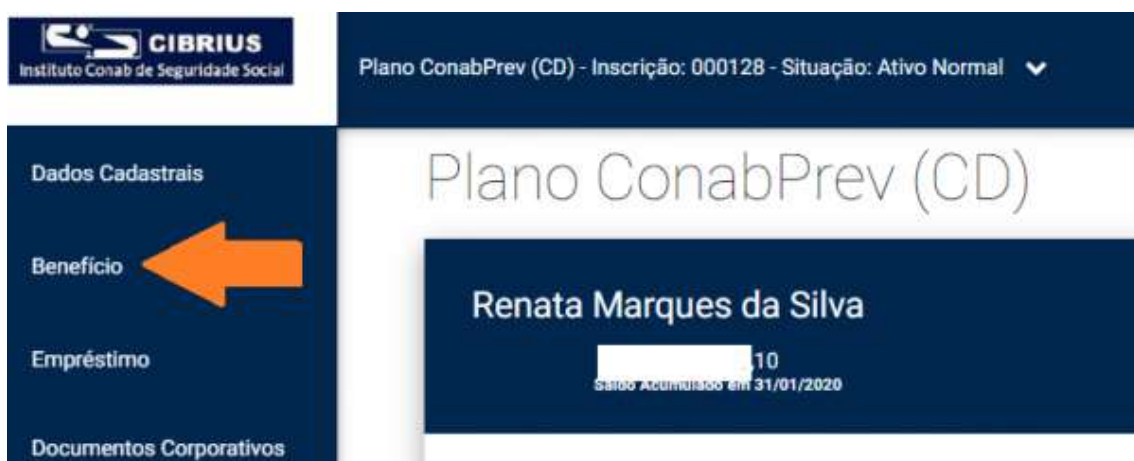 CIBRIUS
Instituto Conab de Seguridade Social
Plano ConabPrev (CD) - Inscrição: 000128 - Situação: Ativo Normal
Dados Cadastrais
Plano ConabPrev (CD)
Benefício
Renata Marques da Silva
Empréstimo
,10
Saldo Acumulado em 31/01/2020
Documentos Corporativos